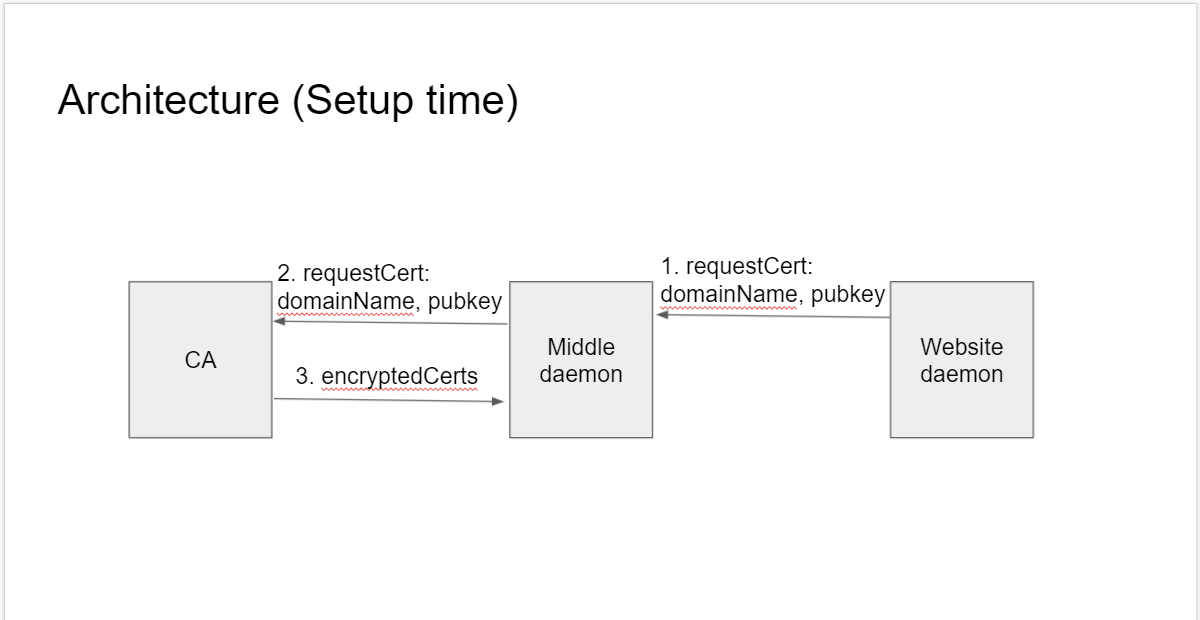 Architecture (Setup time)
2. requestCert:
domainName, pubkey
1. requestCert:
domainName, pubkey
CA
3. encryptedCerts
Middle
daemon
Website
daemon